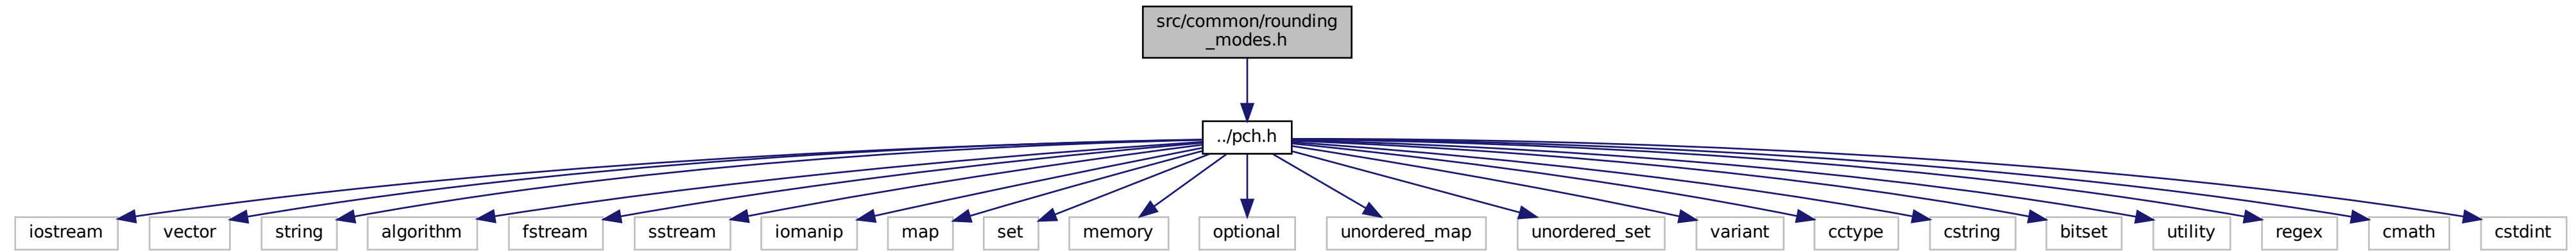 src/common/rounding
_modes.h
../pch.h
iostream
vector
string
algorithm
fstream
sstream
iomanip
map
set
memory
optional
unordered_map
unordered_set
variant
cctype
cstring
bitset
utility
regex
cmath
cstdint